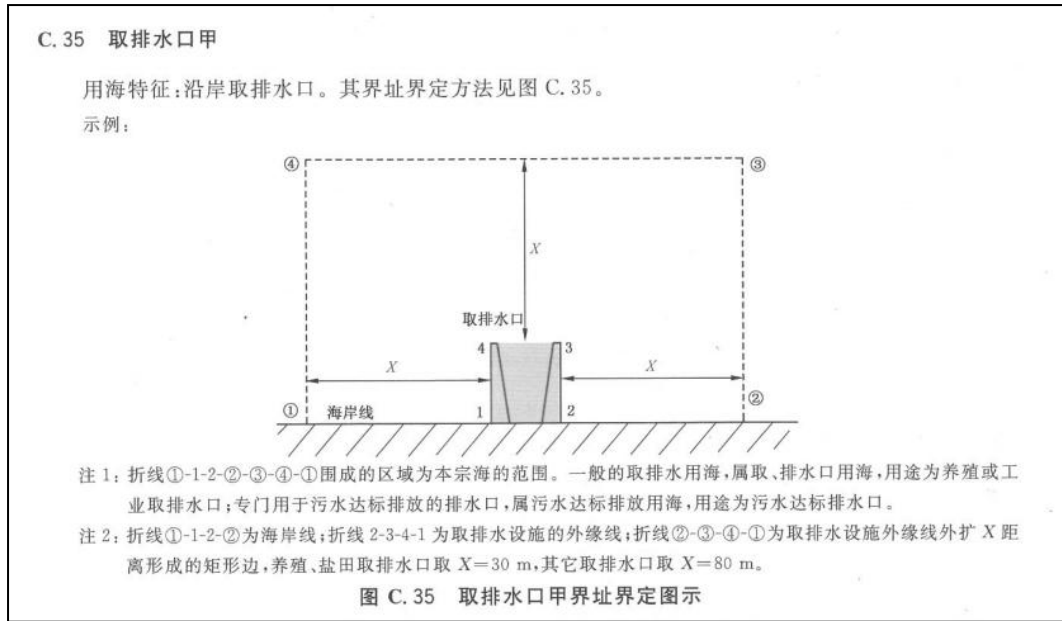 C.35 取排水口甲
用海特征:沿岸取排水口。其界址界定方法见图 C.35。
示例:
④
③
X
取排水口
4
3
X
X
①
海岸线
1
2
②
注 1: 折线①-1-2-②-③-④-①围成的区域为本宗海的范围。一般的取排水用海,属取、排水口用海,用途为养殖或工
业取排水口;专门用于污水达标排放的排水口,属污水达标排放用海,用途为污水达标排水口。
注 2: 折线①-1-2-②为海岸线;折线 2-3-4-1 为取排水设施的外缘线;折线②-③-④-①为取排水设施外缘线外扩 X 距
离形成的矩形边,养殖、盐田取排水口取 X=30 m,其它取排水口取 X=80 m。
图 C.35 取排水口甲界址界定图示